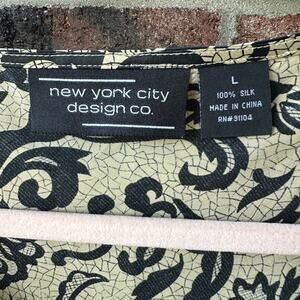 new york city
design co.
L
100% SILK
MADE IN CHINA
RN#31104